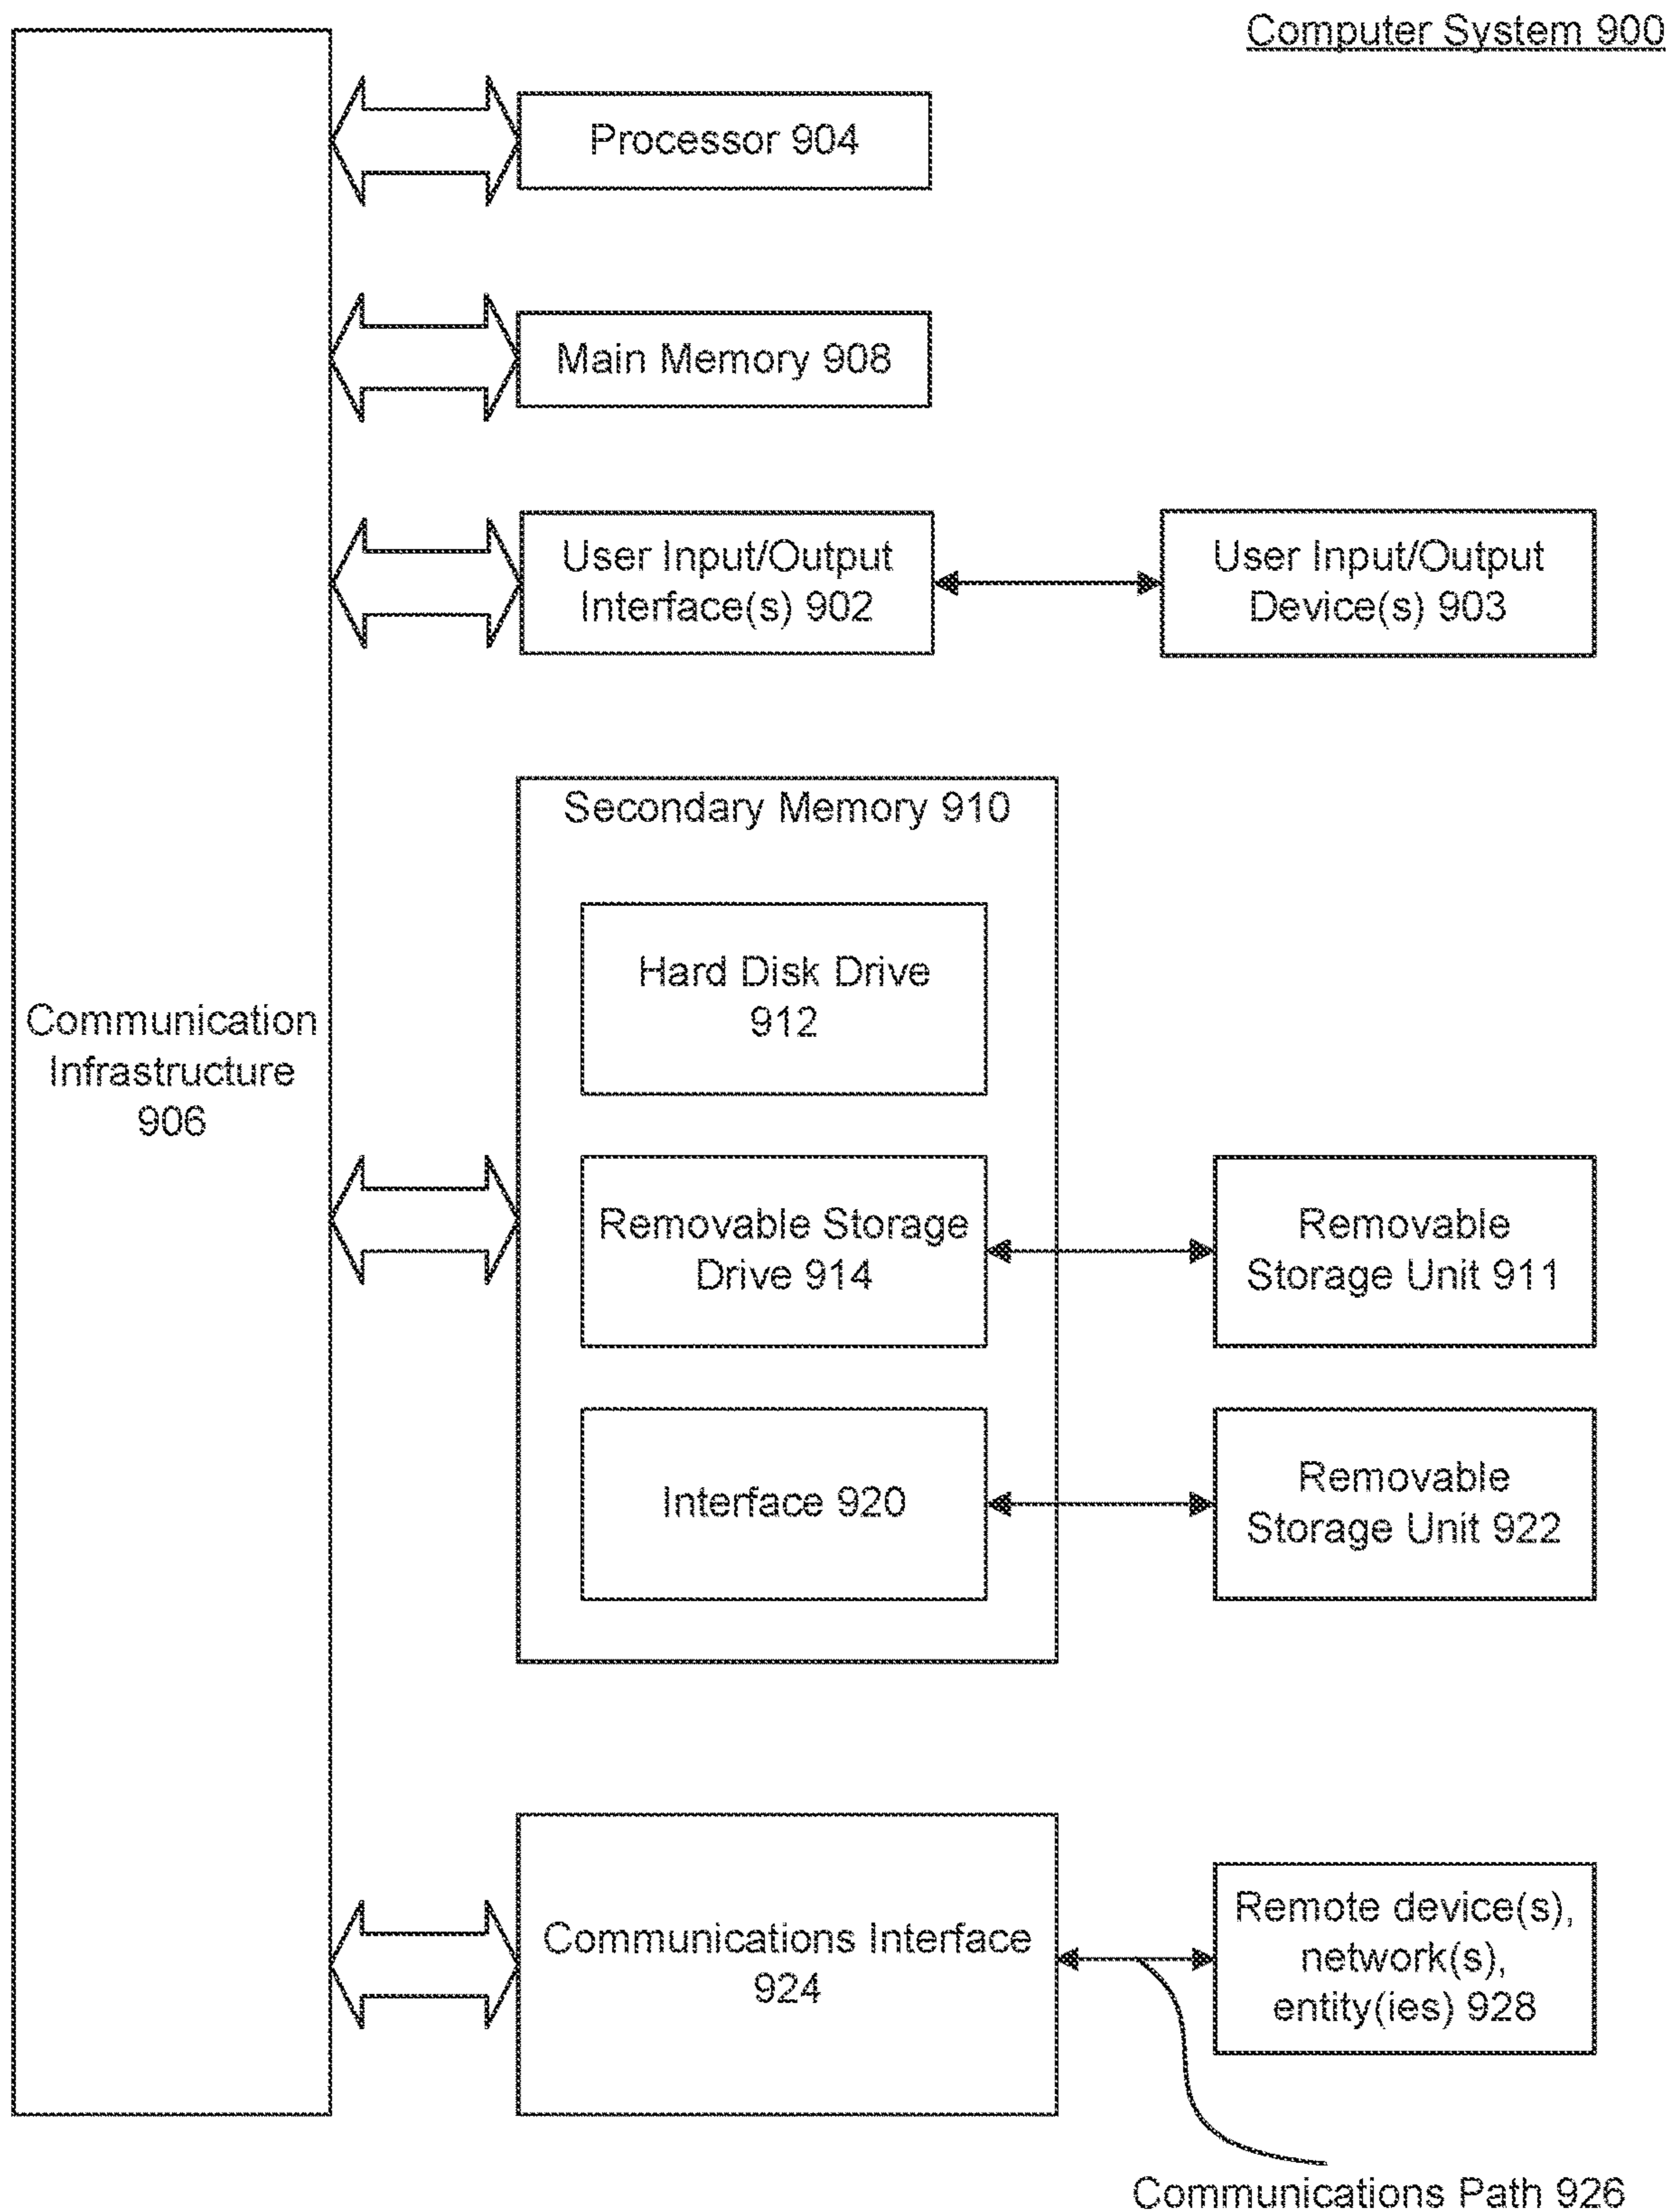 Computer System 900
Processor 904
Main Memory 908
User Input/Output
Interface(s) 902
User Input/Output
Device(s) 903
Secondary Memory 910
Hard Disk Drive
912
Communication
Infrastructure
906
Removable Storage
Drive 914
Removable
Storage Unit 911
Interface 920
Removable
Storage Unit 922
Communications Interface
924
Remote device(s),
network(s),
entity(ies) 928
Communications Path 926